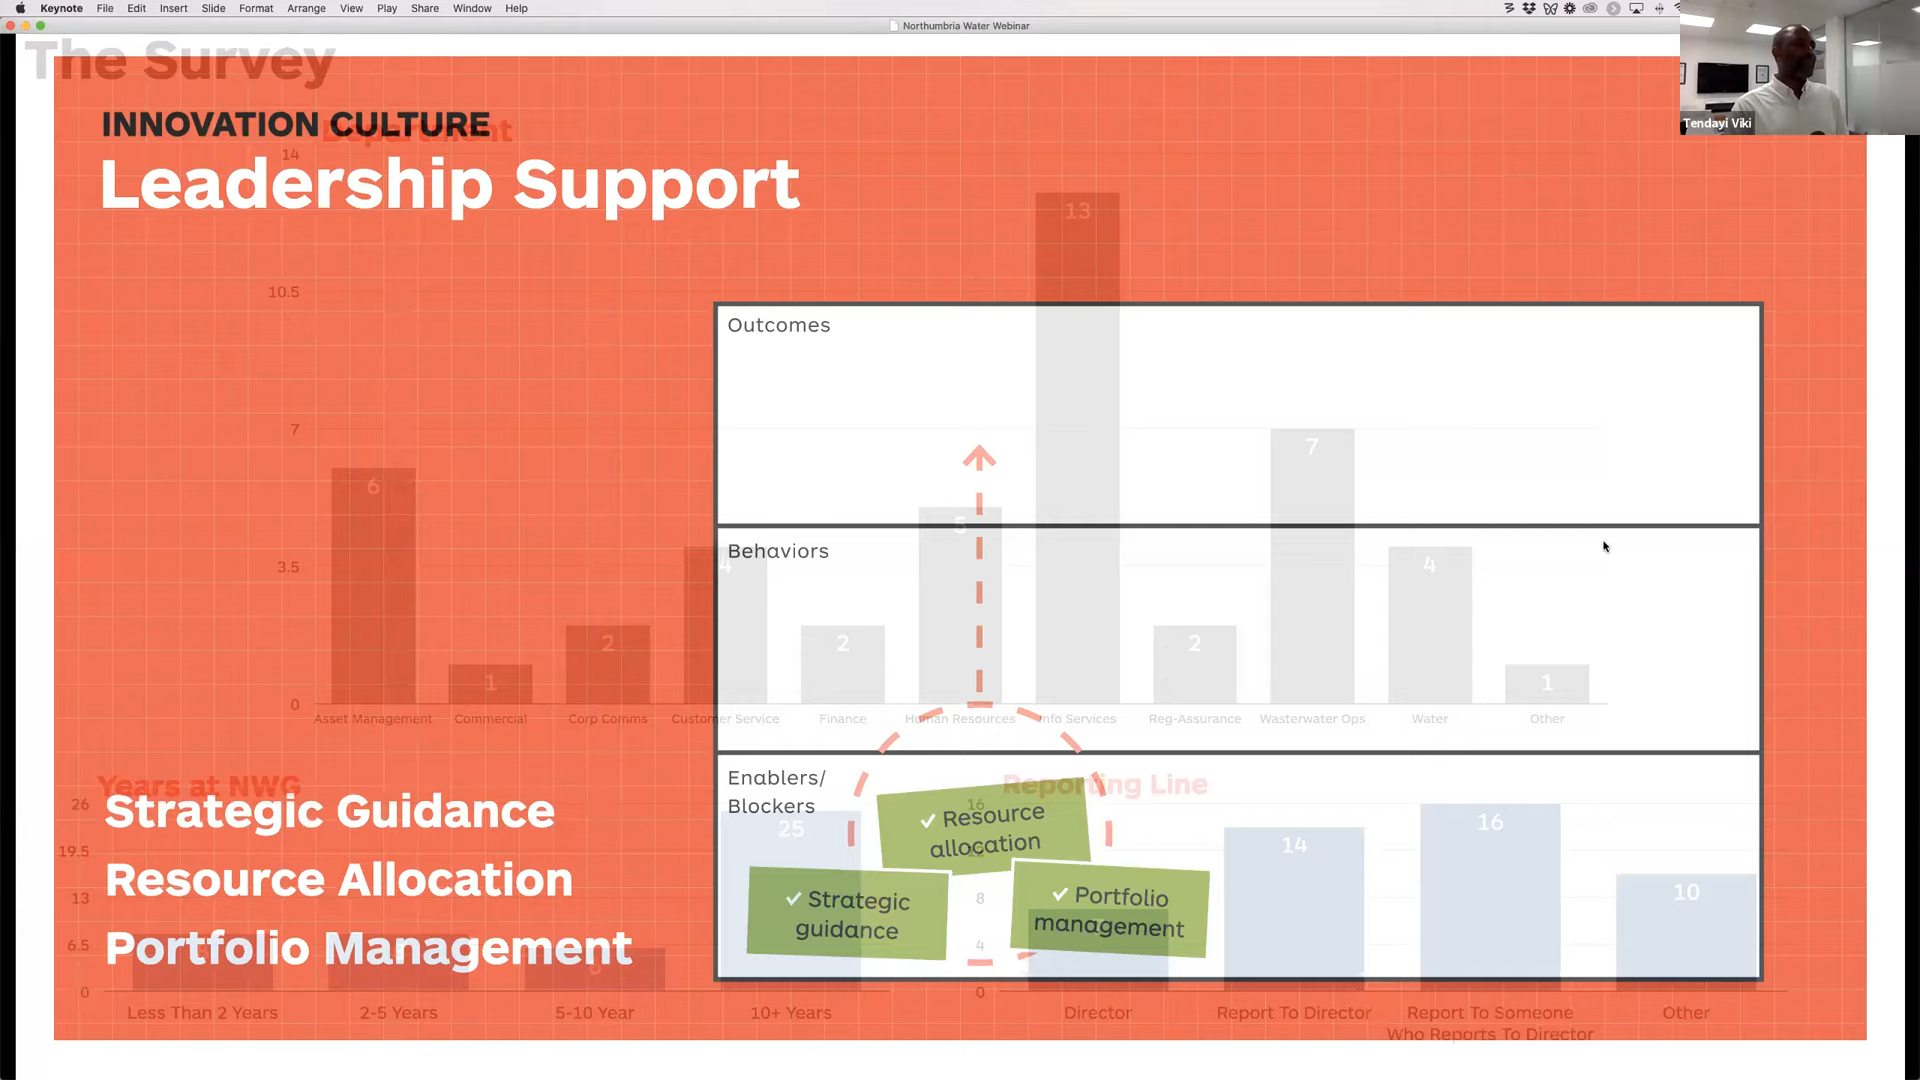 Keynote File Edit Insert Slide Format Arrange View Play Share Window Help
Northumbria Water Webinar
Tendayi Viki
The Survey
INNOVATION CULTURE
Department
Leadership Support
14
10.5
7
3.5
0
6
1
2
4
2
5
13
2
7
4
1
Asset Management Commercial Corp Comms Customer Service Finance Human Resources Info Services Reg-Assurance Wasterwater Ops Water Other
Outcomes
Behaviors
Enablers/
Blockers
✓ Resource
allocation
✓ Strategic
guidance
✓ Portfolio
management
Years at NWG
Strategic Guidance
Resource Allocation
Portfolio Management
26
19.5
13
6.5
0
25
Less Than 2 Years 2-5 Years 5-10 Year 10+ Years
Reporting Line
16
12
8
4
0
14
16
10
Director Report To Director Report To Someone Other
Who Reports To Director